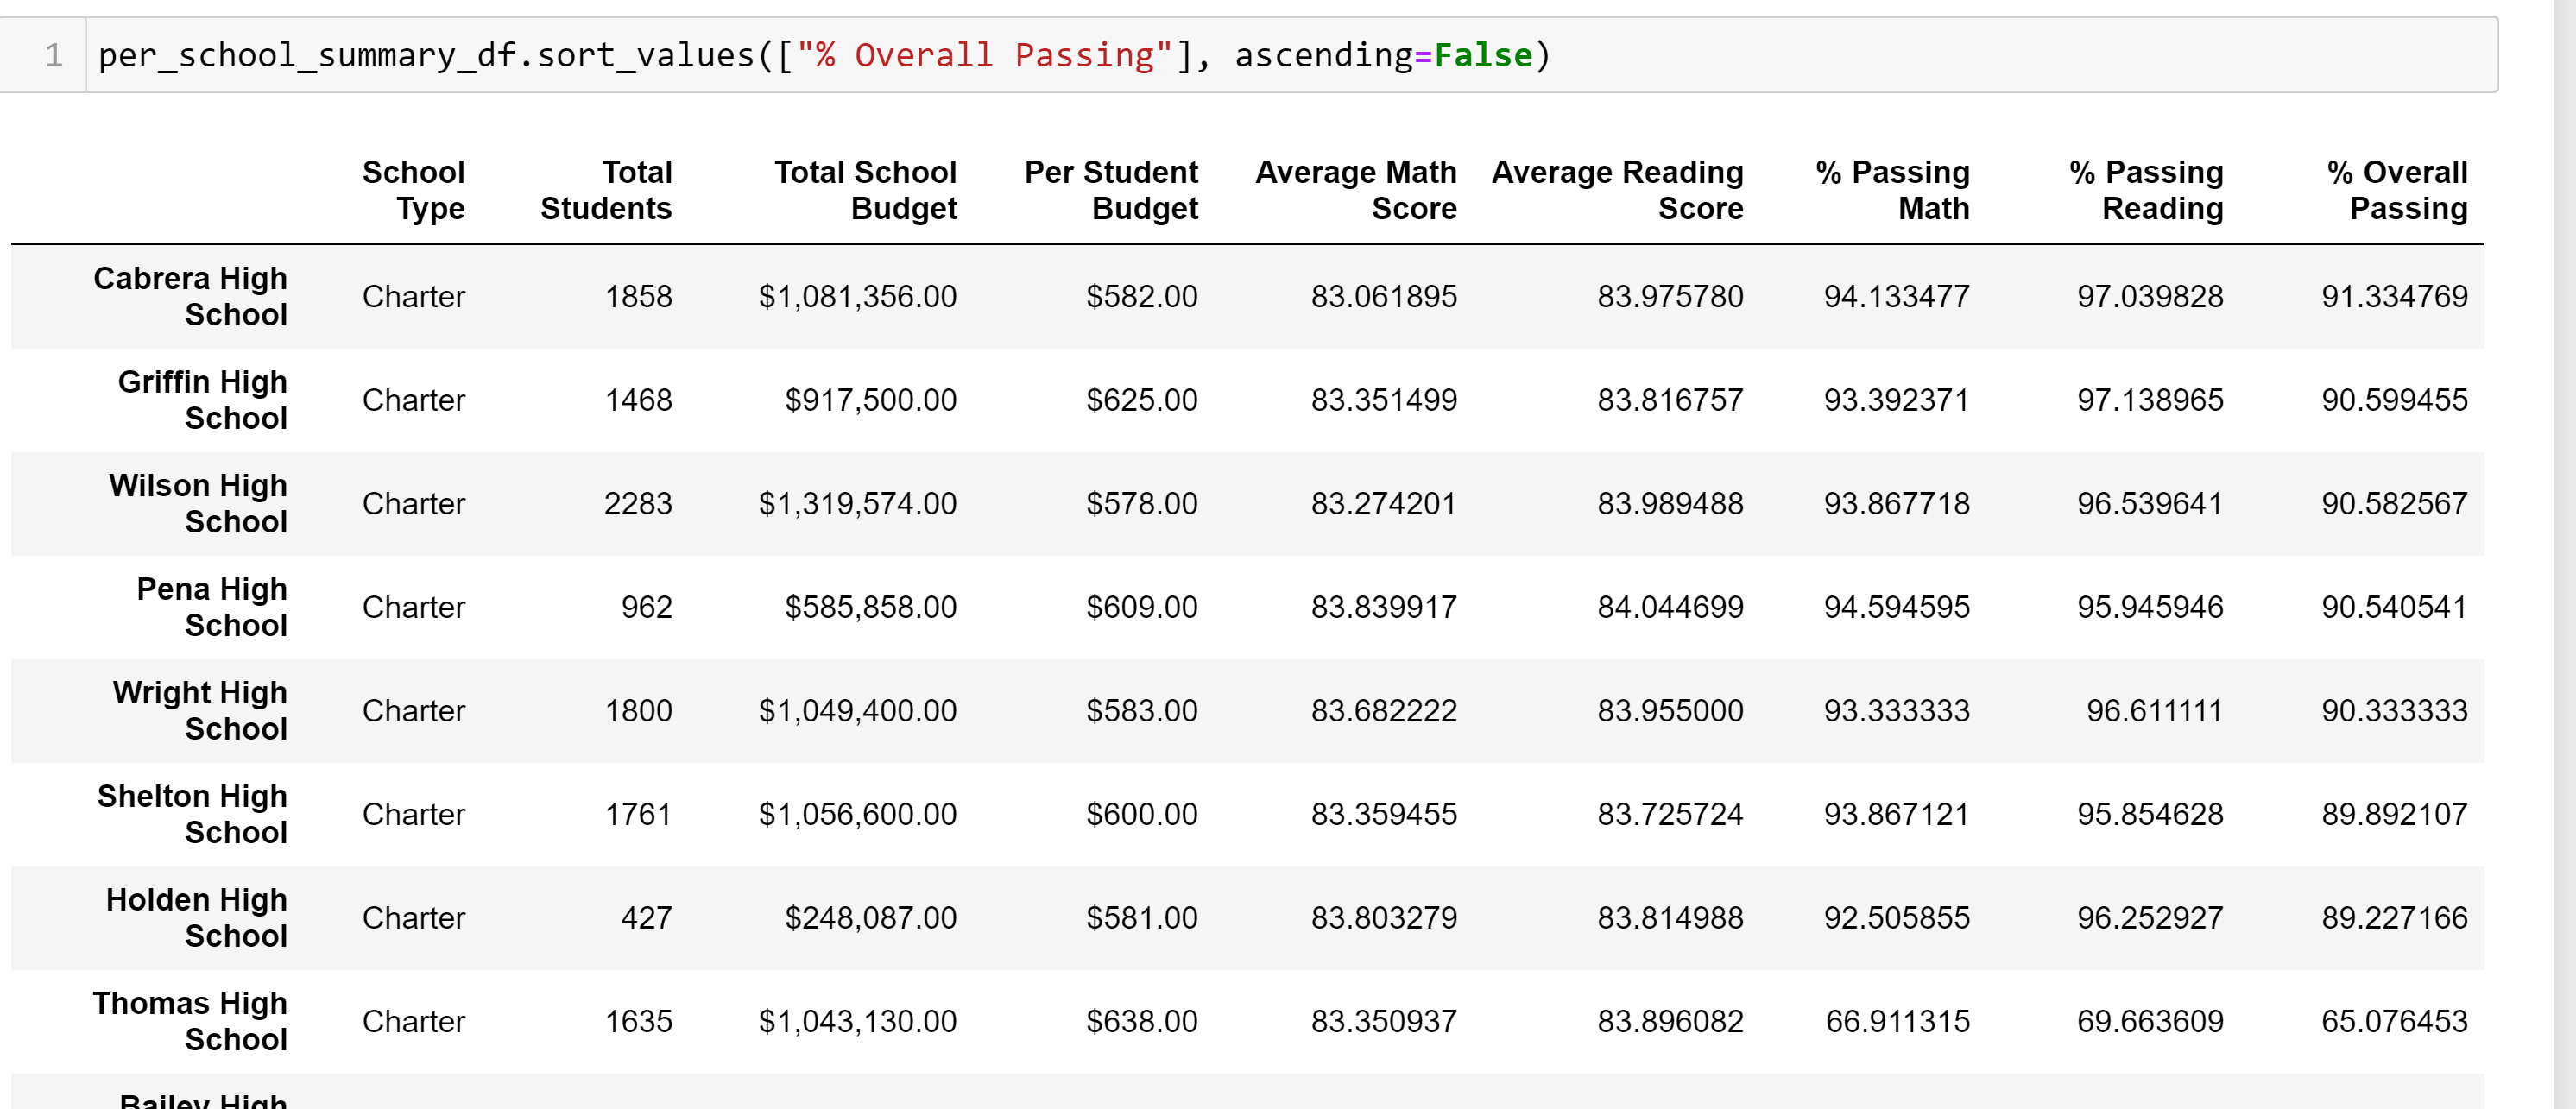 1 per_school_summary_df.sort_values(["% Overall Passing"], ascending=False)
School Total Total School Per Student Average Math Average Reading % Passing % Passing % Overall
Type Students Budget Budget Score Score Math Reading Passing
Cabrera High
School Charter 1858 $1,081,356.00 $582.00 83.061895 83.975780 94.133477 97.039828 91.334769
Griffin High
School Charter 1468 $917,500.00 $625.00 83.351499 83.816757 93.392371 97.138965 90.599455
Wilson High
School Charter 2283 $1,319,574.00 $578.00 83.274201 83.989488 93.867718 96.539641 90.582567
Pena High
School Charter 962 $585,858.00 $609.00 83.839917 84.044699 94.594595 95.945946 90.540541
Wright High
School Charter 1800 $1,049,400.00 $583.00 83.682222 83.955000 93.333333 96.611111 90.333333
Shelton High
School Charter 1761 $1,056,600.00 $600.00 83.359455 83.725724 93.867121 95.854628 89.892107
Holden High
School Charter 427 $248,087.00 $581.00 83.803279 83.814988 92.505855 96.252927 89.227166
Thomas High
School Charter 1635 $1,043,130.00 $638.00 83.350937 83.896082 66.911315 69.663609 65.076453
Bailey High